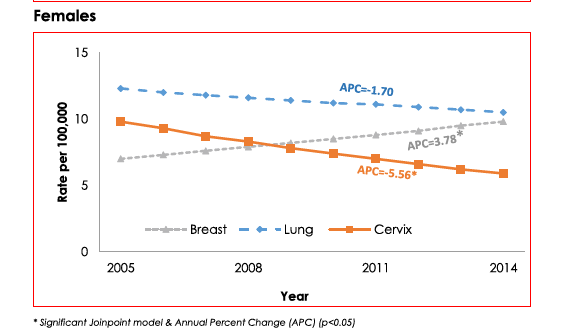 Females
15
APC=-1.70
10
APC=3.78*
Rate per 100,000
APC=-5.56*
5
Breast Lung Cervix
0
2005 2008 2011 2014
Year
* Significant Joinpoint model & Annual Percent Change (APC) (p<0.05)